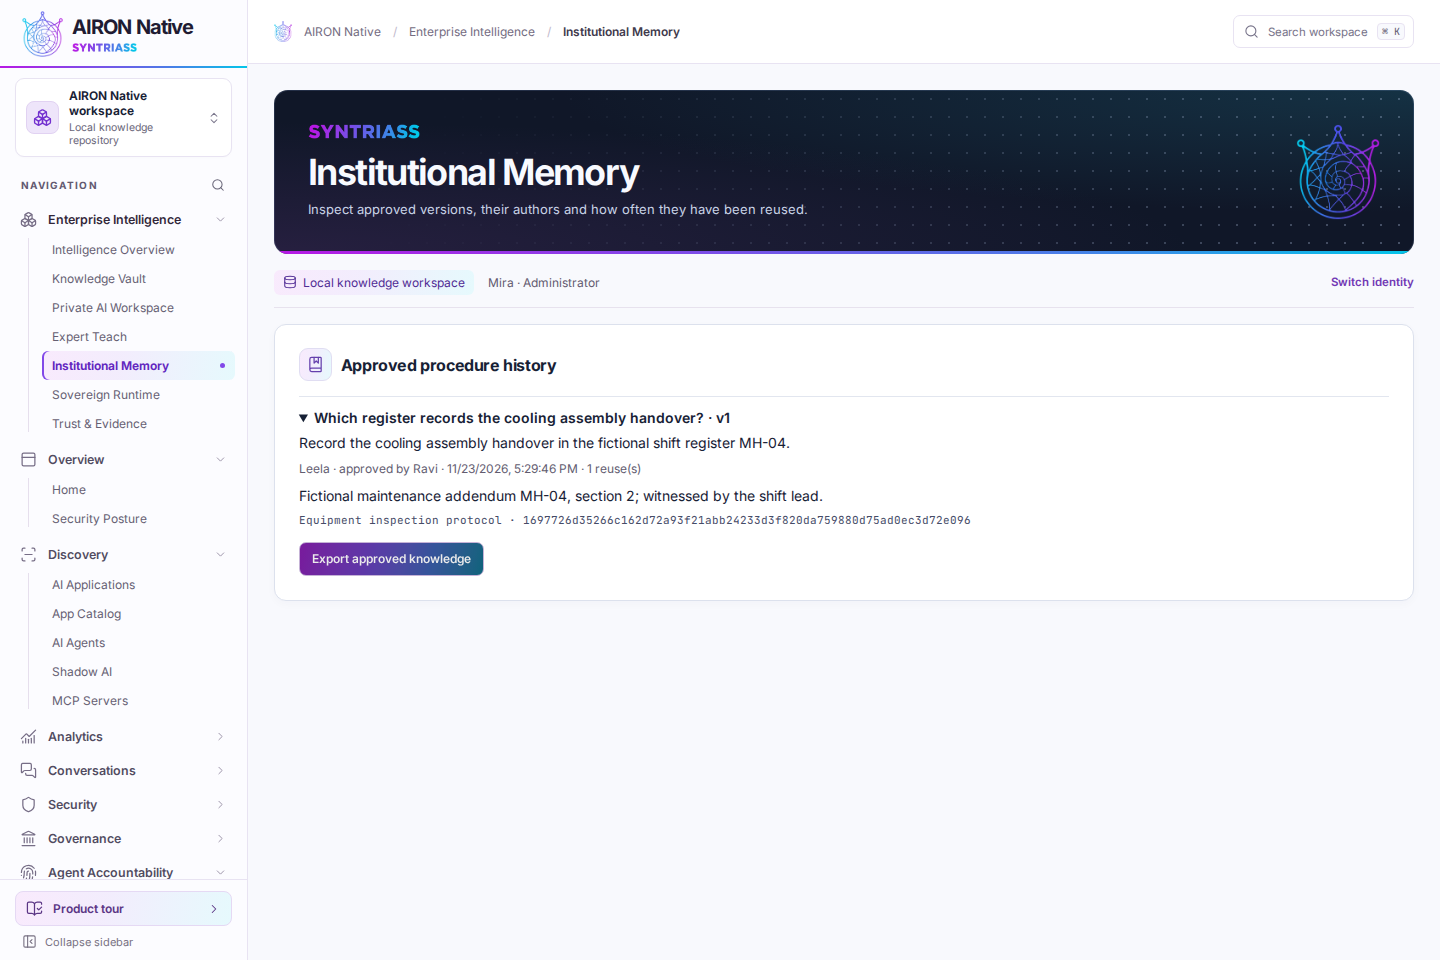 AIRON Native
SYNTRIASS
AIRON Native
workspace
Local knowledge
repository
NAVIGATION
Enterprise Intelligence
Intelligence Overview
Knowledge Vault
Private AI Workspace
Expert Teach
Institutional Memory
Sovereign Runtime
Trust & Evidence
Overview
Home
Security Posture
Discovery
AI Applications
App Catalog
AI Agents
Shadow AI
MCP Servers
Analytics
Conversations
Security
Governance
Agent Accountability
Product tour
Collapse sidebar
AIRON Native / Enterprise Intelligence / Institutional Memory
Search workspace ⌘ K
SYNTRIASS
Institutional Memory
Inspect approved versions, their authors and how often they have been reused.
Local knowledge workspace Mira · Administrator Switch identity
Approved procedure history
▼ Which register records the cooling assembly handover? · v1
Record the cooling assembly handover in the fictional shift register MH-04.
Leela · approved by Ravi · 11/23/2026, 5:29:46 PM · 1 reuse(s)
Fictional maintenance addendum MH-04, section 2; witnessed by the shift lead.
Equipment inspection protocol · 1697726d35266c162d72a93f21abb24233d3f820da759880d75ad0ec3d72e096
Export approved knowledge